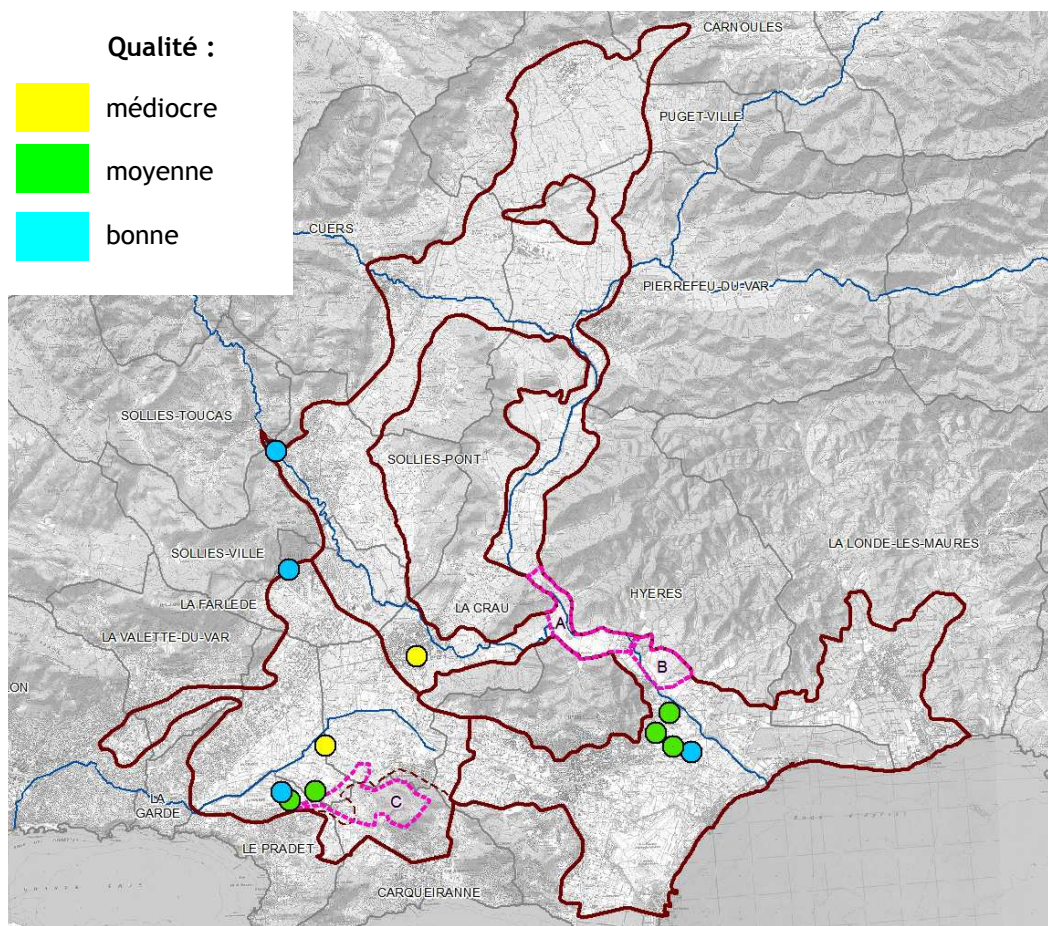 Qualité :
médiocre
moyenne
bonne
CARNOULES
PUGET-VILLE
CUERS
PIERREFEU-DU-VAR
SOLLIES-TOUCAS
SOLLIES-PONT
SOLLIES-VILLE
LA LONDE-LES-MAURES
LA FARLEDE
LA CRAU
HYERES
A
LA VALETTE-DU-VAR
B
ON
LA
GARDE
C
LE PRADET
CARQUEIRANNE